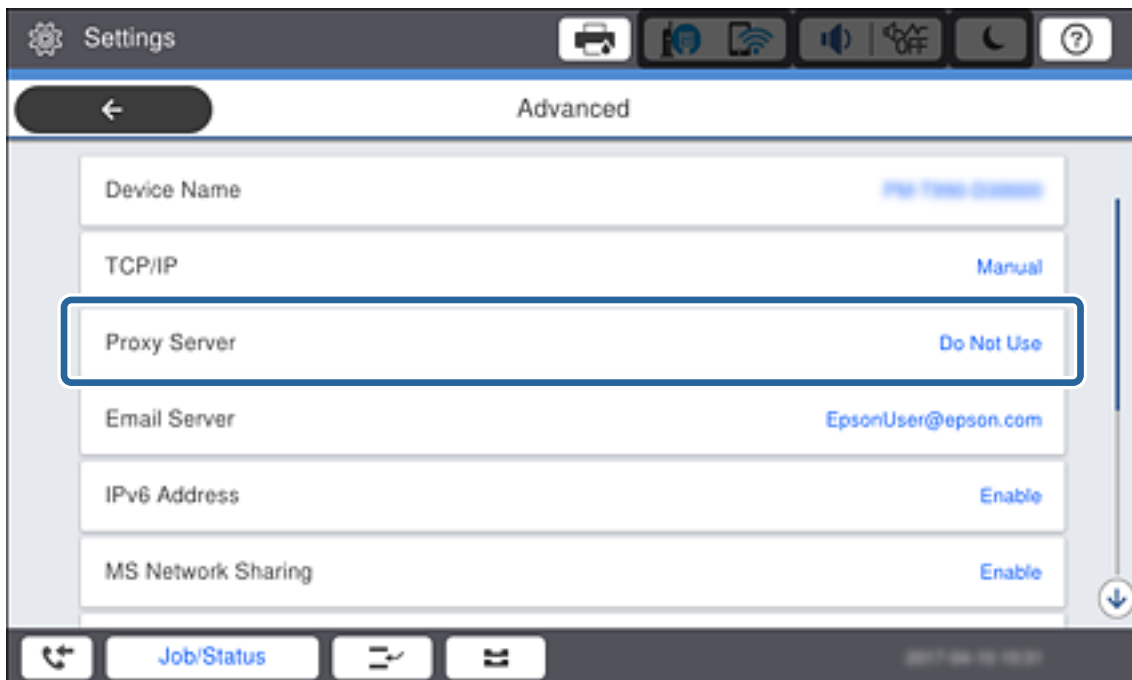 Settings
OFF
?
Advanced
Device Name
TCP/IP Manual
Proxy Server Do Not Use
Email Server EpsonUser@epson.com
IPv6 Address Enable
MS Network Sharing Enable
Job/Status